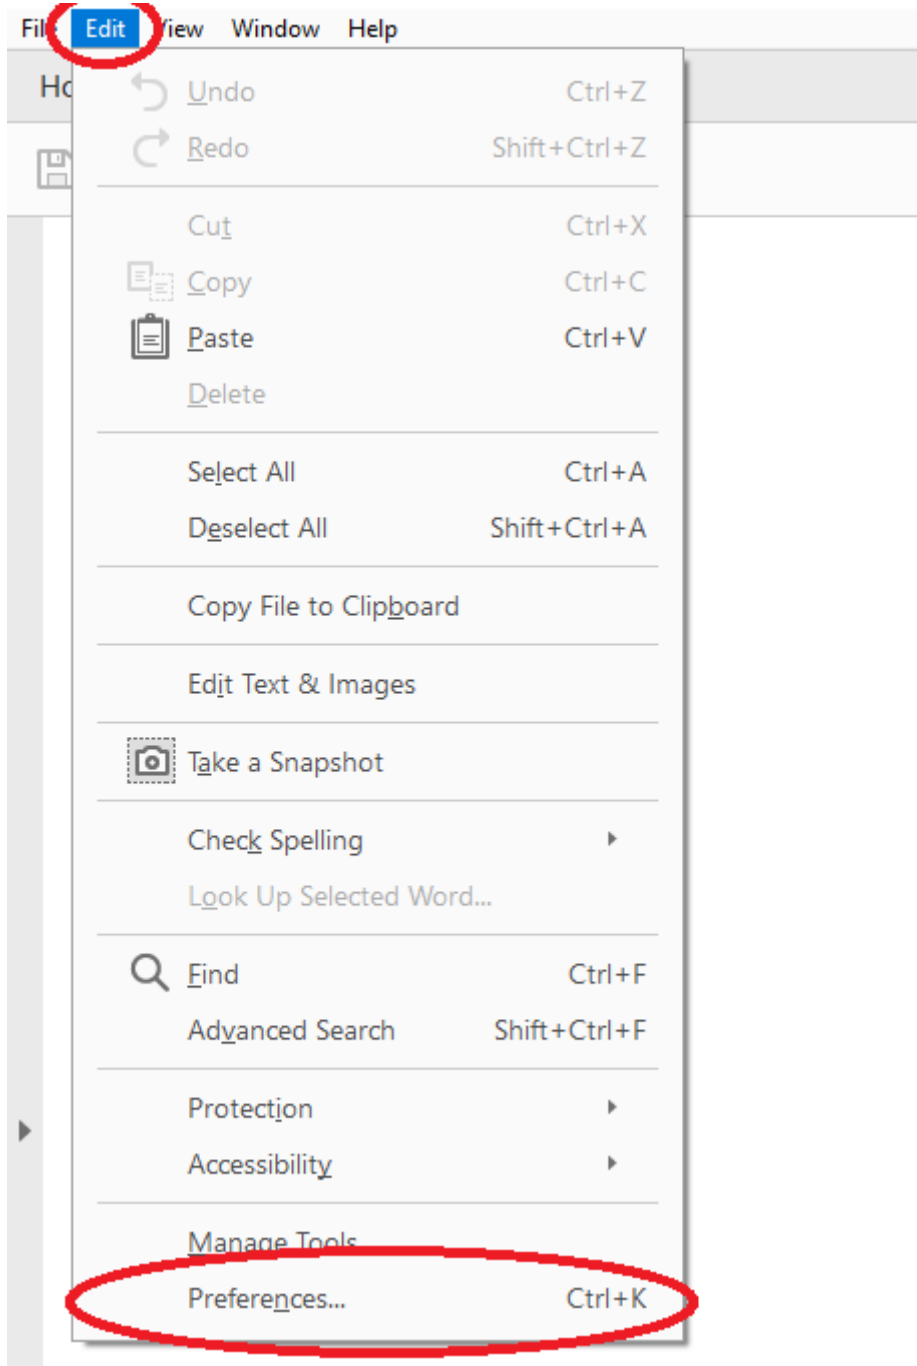 File Edit View Window Help
Ho
Undo Ctrl+Z
Redo Shift+Ctrl+Z
Cut Ctrl+X
Copy Ctrl+C
Paste Ctrl+V
Delete
Select All Ctrl+A
Deselect All Shift+Ctrl+A
Copy File to Clipboard
Edit Text & Images
Take a Snapshot
Check Spelling
Look Up Selected Word...
Find Ctrl+F
Advanced Search Shift+Ctrl+F
Protection
Accessibility
Manage Tools
Preferences... Ctrl+K